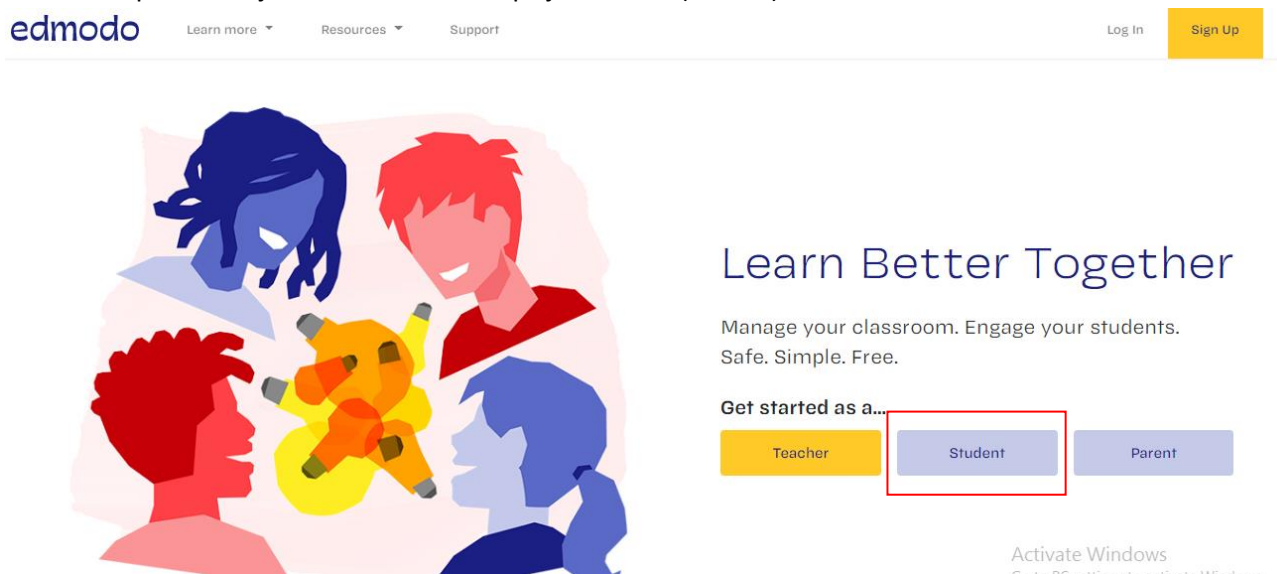 edmodo
Learn more
Resources
Support
Log In
Sign Up
Learn Better Together
Manage your classroom. Engage your students.
Safe. Simple. Free.
Get started as a...
Teacher
Student
Parent
Activate Windows